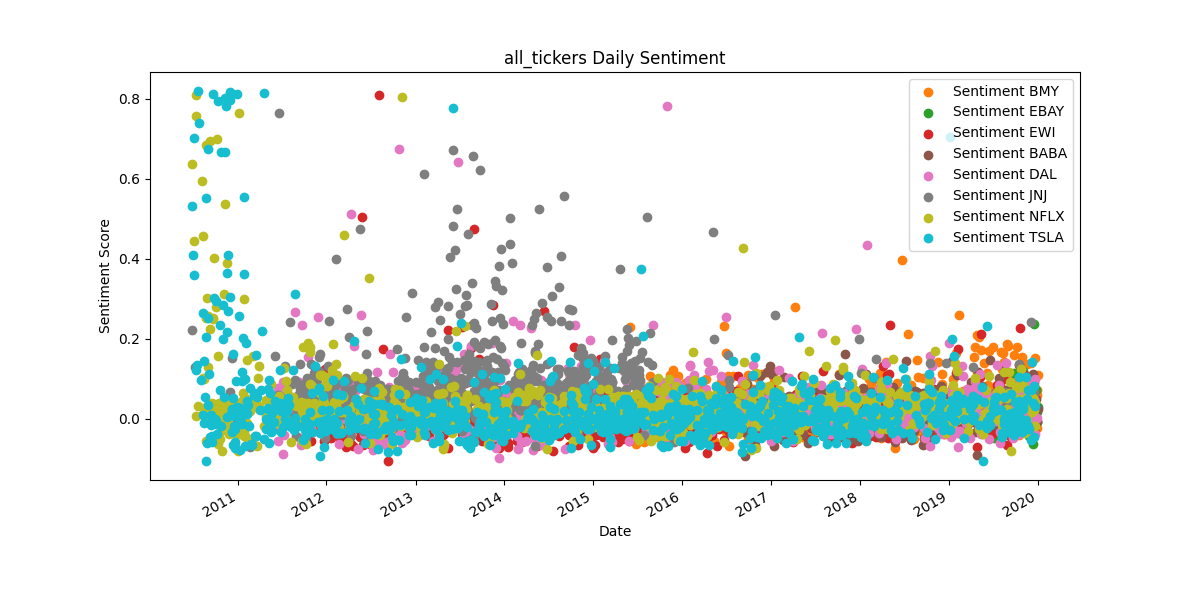 all_tickers Daily Sentiment
Sentiment Score
0.8
0.6
0.4
0.2
0.0
Sentiment BMY
Sentiment EBAY
Sentiment EWI
Sentiment BABA
Sentiment DAL
Sentiment JNJ
Sentiment NFLX
Sentiment TSLA
2011
2012
2013
2014
2015
2016
2017
2018
2019
2020
Date